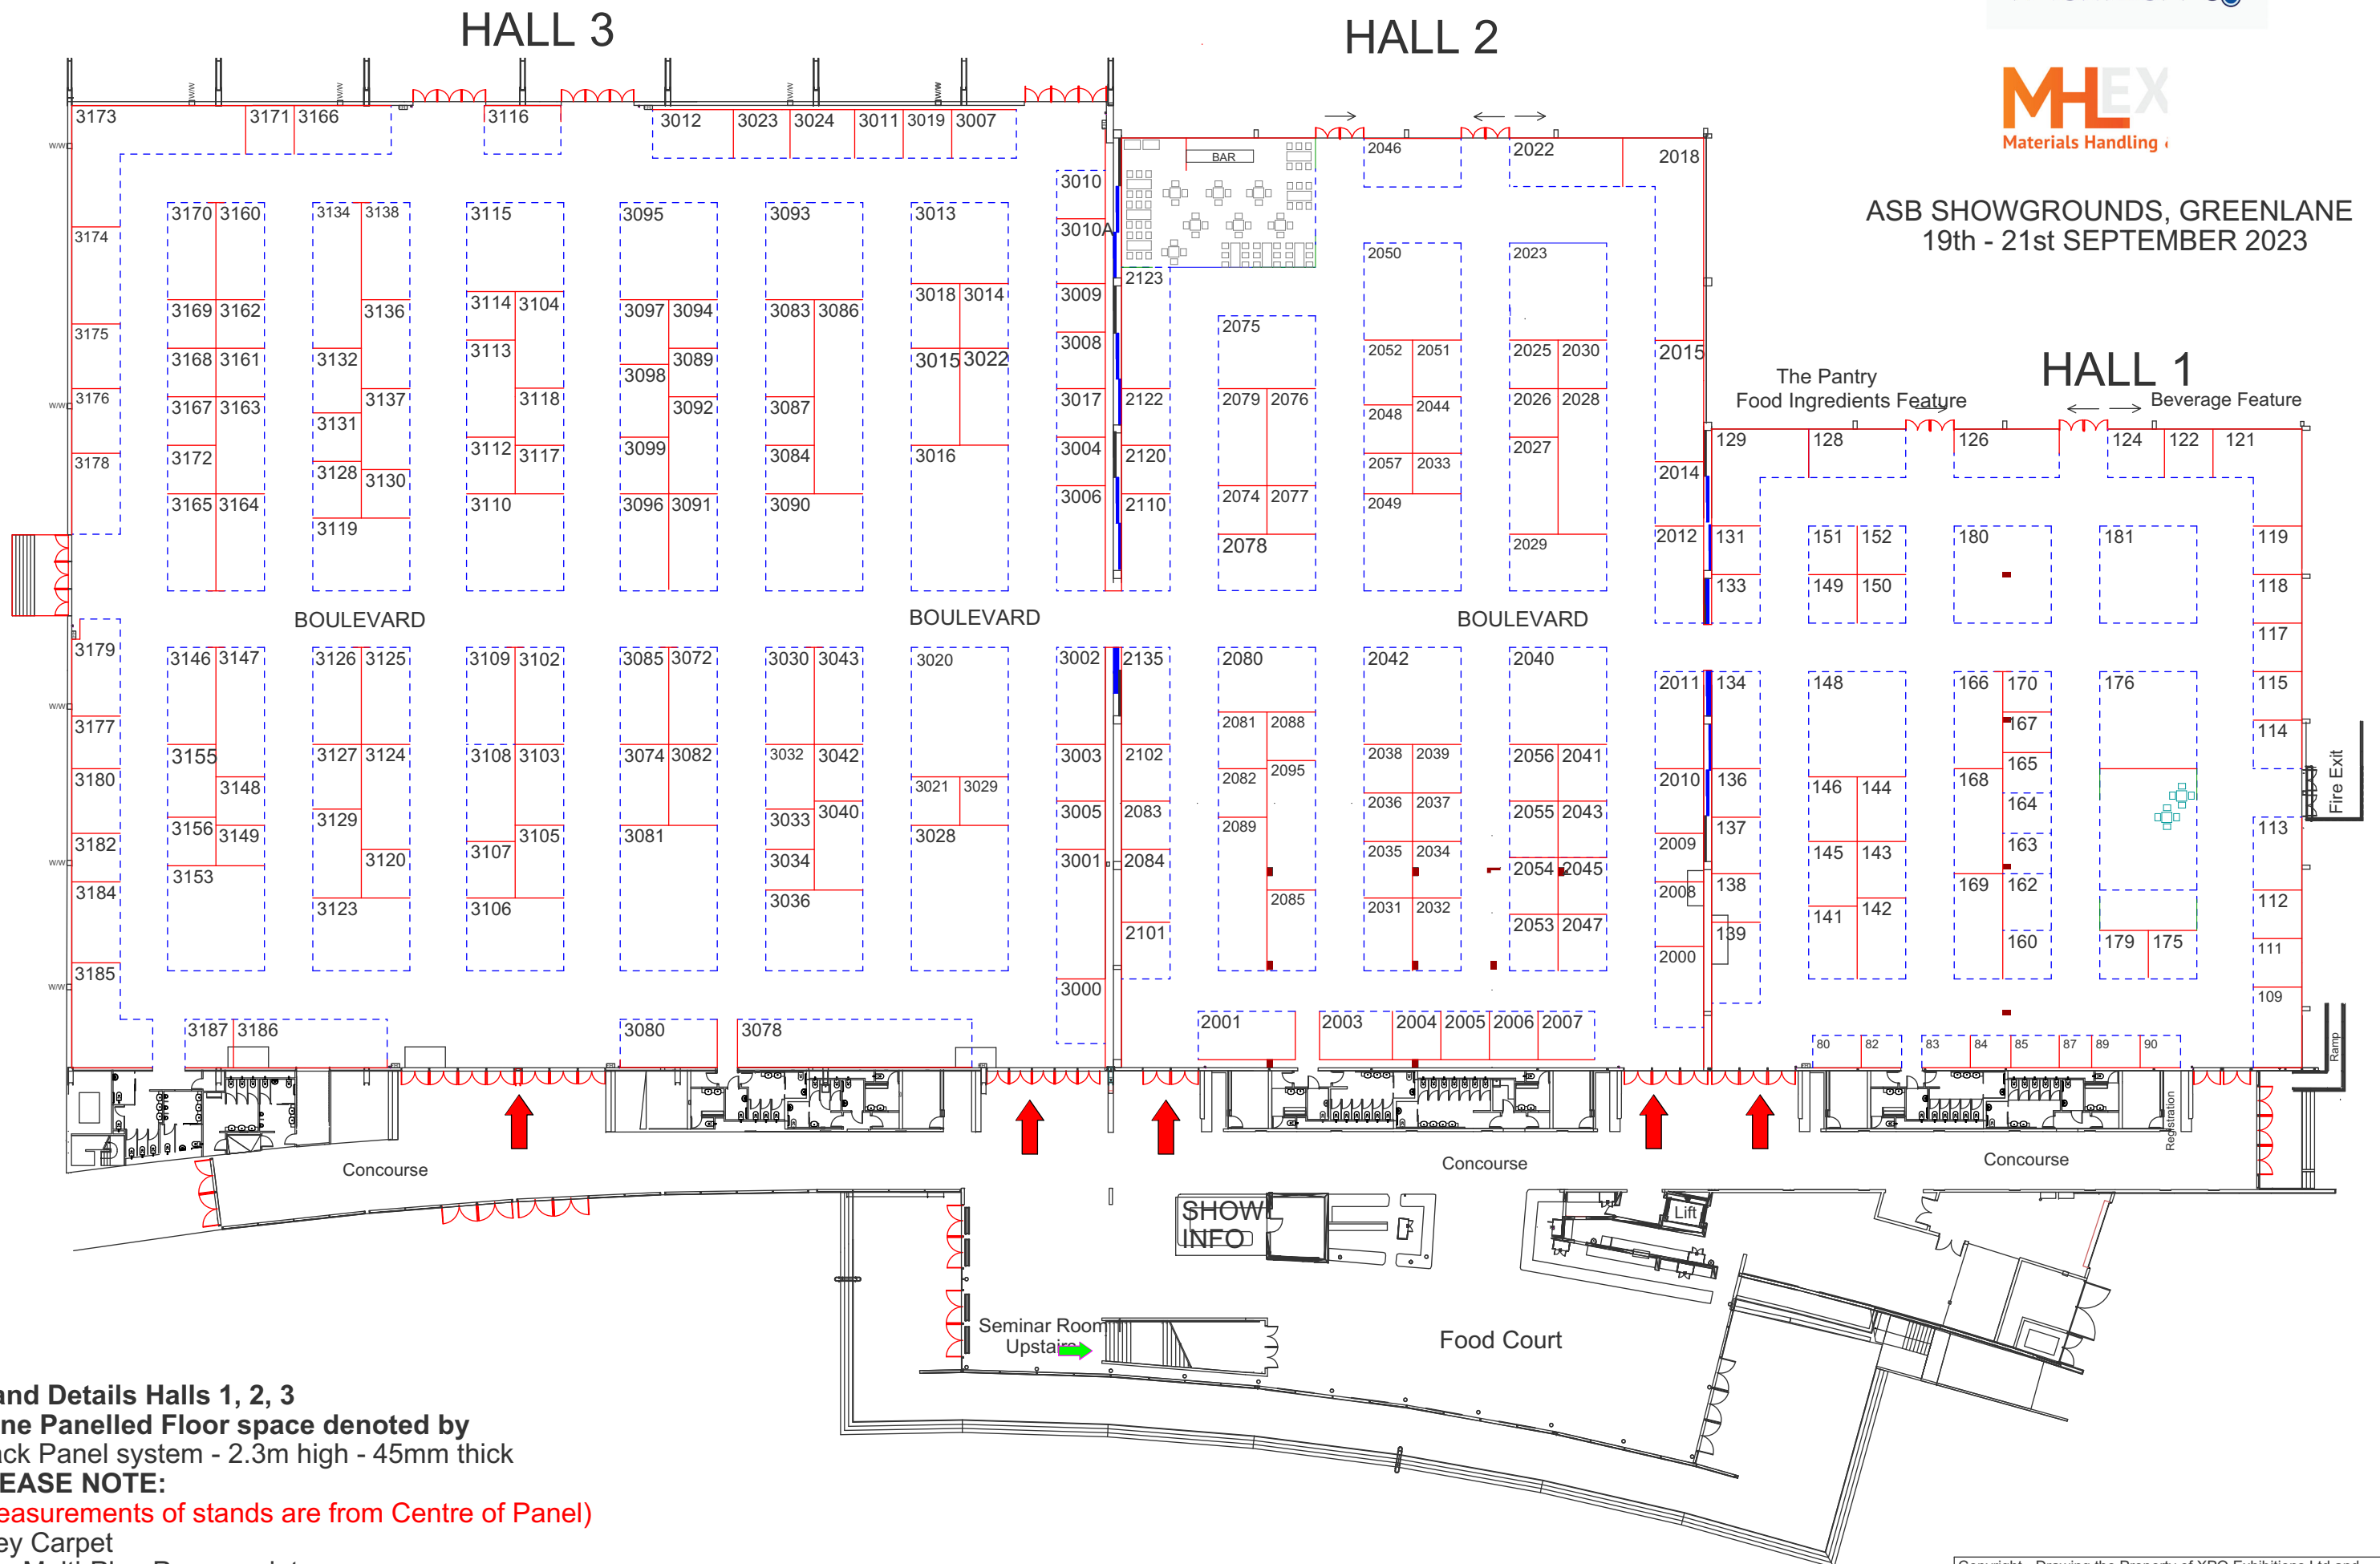 HALL 3
HALL 2
MHLEX
Materials Handling
ASB SHOWGROUNDS, GREENLANE
19th - 21st SEPTEMBER 2023
HALL 1
The Pantry
Food Ingredients Feature
Beverage Feature
3173 3171 3166 3116 3012 3023 3024 3011 3019 3007
BAR 2046 2022 2018
3010
3010A
3170 3160 3134 3138 3115 3095 3093 3013
3174
2050 2023
2123
3169 3162 3136 3114 3104 3097 3094 3083 3086 3018 3014 3009
3175 2075
3168 3161 3132 3113 3098 3089 3015 3022 3008 2052 2051 2025 2030 2015
3176 3167 3163 3131 3137 3118 3092 3087 3017 2122 2079 2076 2048 2044 2026 2028
3178 3172 3128 3130 3112 3117 3099 3084 3016 3004 2120 2057 2033 2027 2014
129 128 126 124 122 121
3165 3164 3119 3110 3096 3091 3090 3006 2110 2074 2077 2049
2078 2029 2012 131 151 152 180 181 119
133 149 150 118
BOULEVARD BOULEVARD BOULEVARD
117
3179 3146 3147 3126 3125 3109 3102 3085 3072 3030 3043 3020 3002 2135 2080 2042 2040 2011 134 148 166 170 176 115
3177 2081 2088 167 114
3155 3127 3124 3108 3103 3074 3082 3032 3042 3003 2102 2038 2039 2056 2041 165
3180 3148 3021 3029 2082 2095 2010 136 146 144 168 164
Fire Exit
3156 3149 3129 3105 3081 3033 3040 3028 3005 2083 2089 2036 2037 2055 2043 137 113
3182 3107 3120 3034 3001 2084 2035 2034 2009 145 143 163
3153 2054 2045
3184 3123 3106 3036 2085 2031 2032 2008 138 141 142 169 162 112
2101 2053 2047 139 160 179 175 111
3185 3000 2000 109
3187 3186 3080 3078 2001 2003 2004 2005 2006 2007 80 82 83 84 85 87 89 90
Ramp
Registration
Concourse
Concourse
Concourse
SHOW
INFO
Lift
Seminar Room
Upstairs
Food Court
and Details Halls 1, 2, 3
ne Panelled Floor space denoted by
ack Panel system - 2.3m high - 45mm thick
EASE NOTE:
easurements of stands are from Centre of Panel)
ey Carpet